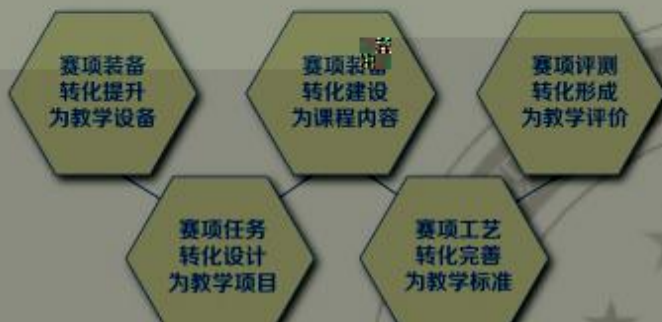 赛项装备
转化提升
为教学设备
赛项装
转化建设
为课程内容
赛项评测
转化形成
为教学评价
赛项任务
转化设计
为教学项目
赛项工艺
转化完善
为教学标准